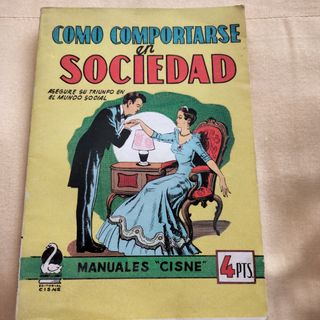 COMO COMPORTARSE
en
SOCIEDAD
ASEGURE SU TRIUNFO EN
EL MUNDO SOCIAL
EDITORIAL
CISNE
MANUALES "CISNE"
4 PTS.